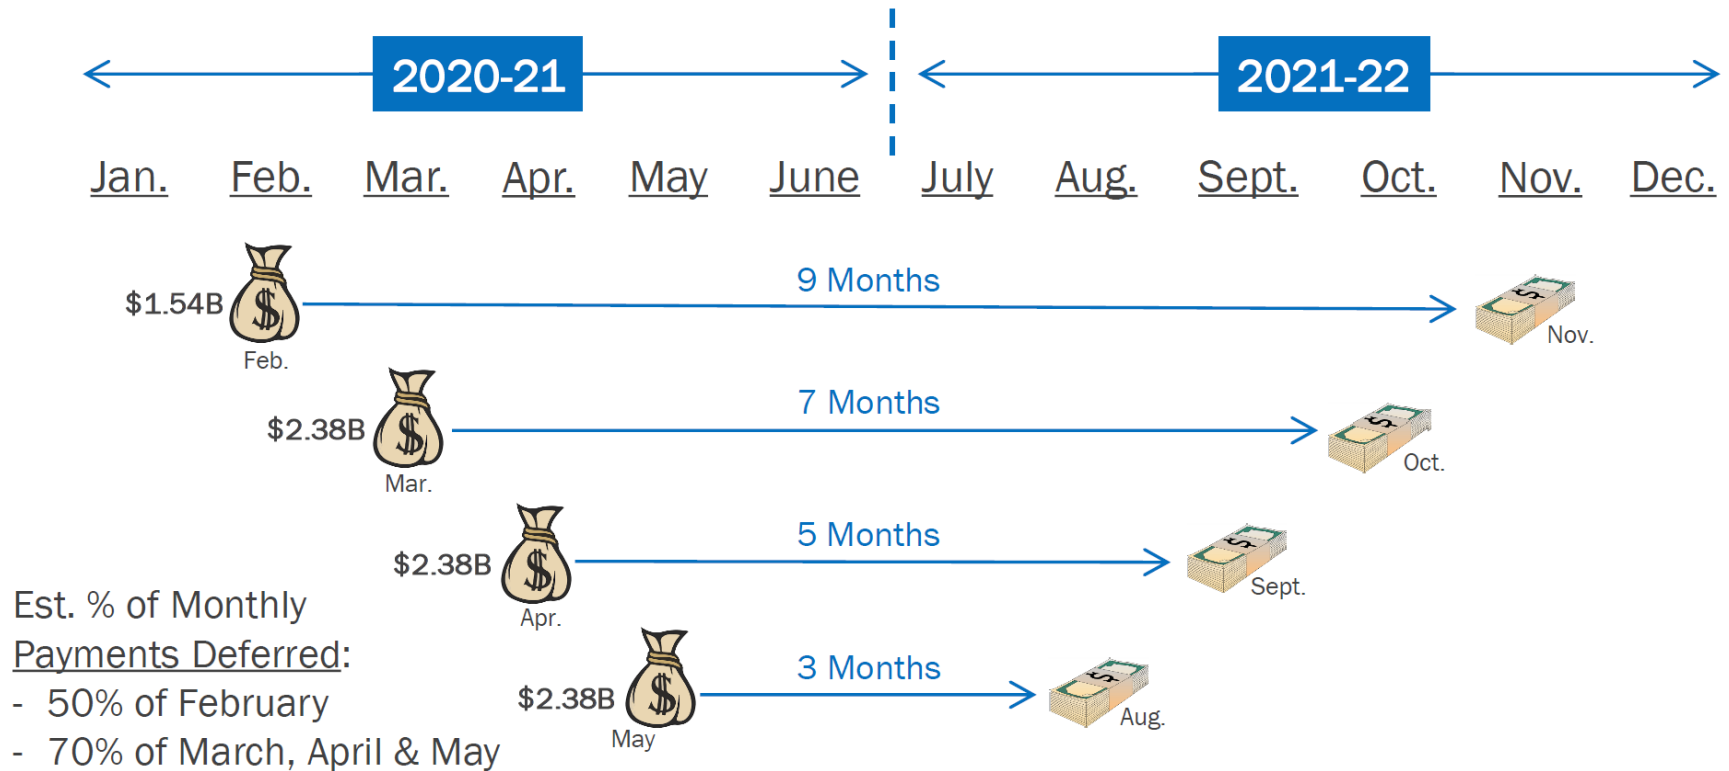 2020-21
2021-22
Jan. Feb. Mar. Apr. May June July Aug. Sept. Oct. Nov. Dec.
9 Months
$1.54B
$
$
Nov.
Feb.
7 Months
$2.38B
$
$
Oct.
Mar.
5 Months
$2.38B
$
$
Sept.
Apr.
3 Months
$2.38B
$
$
Aug.
May
Est. % of Monthly
Payments Deferred:
- 50% of February
- 70% of March, April & May